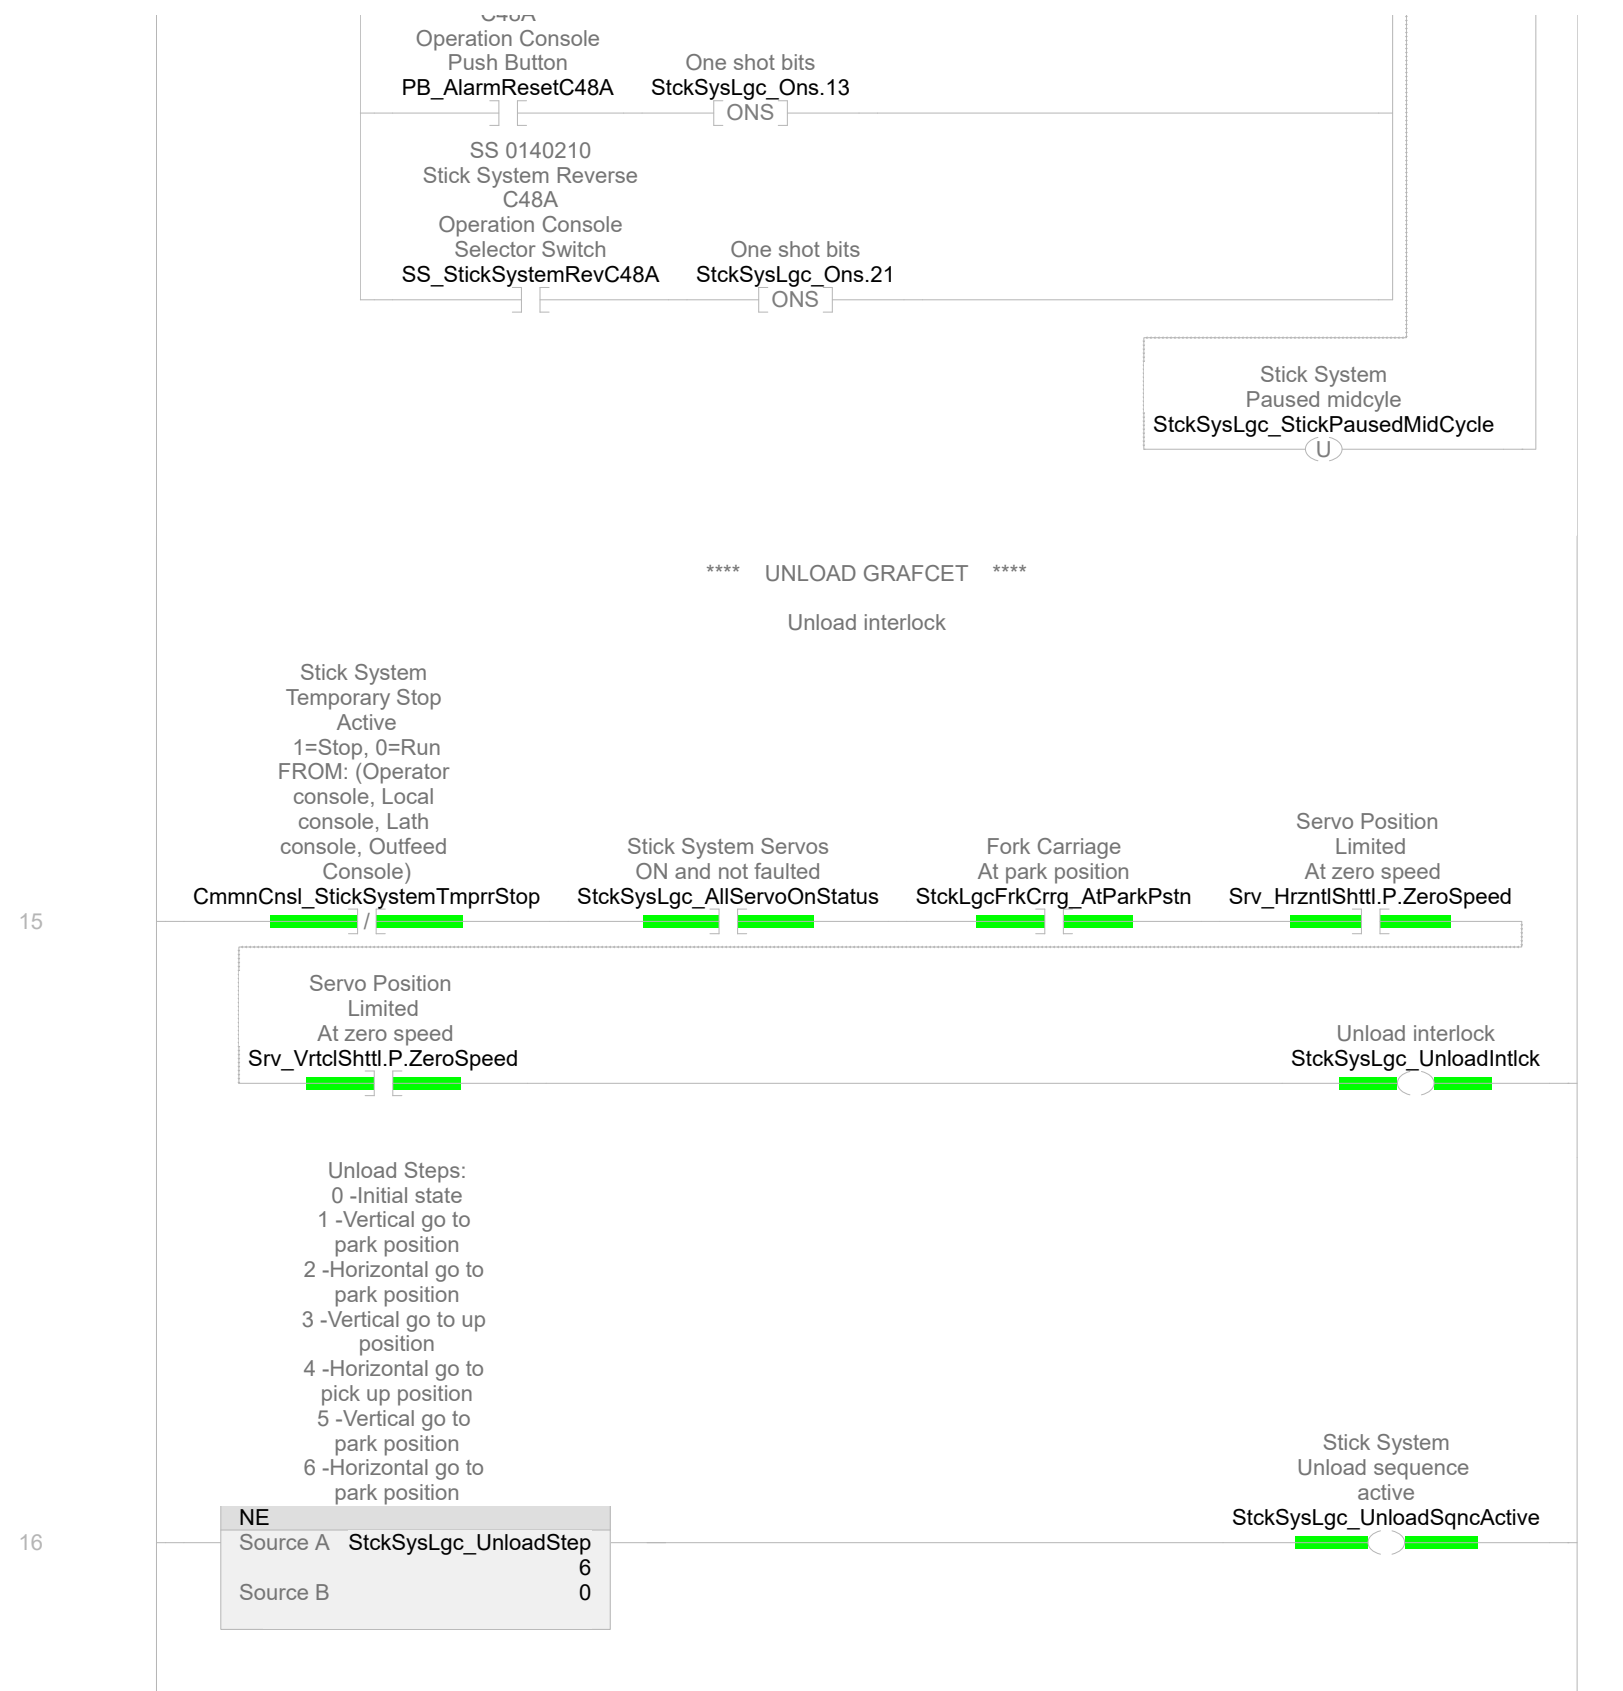 C48A
Operation Console
Push Button
PB_AlarmResetC48A
One shot bits
StckSysLgc_Ons.13
ONS
SS 0140210
Stick System Reverse
C48A
Operation Console
Selector Switch
SS_StickSystemRevC48A
One shot bits
StckSysLgc_Ons.21
ONS
Stick System
Paused midcyle
StckSysLgc_StickPausedMidCycle
U
**** UNLOAD GRAFCET ****
Unload interlock
15
Stick System
Temporary Stop
Active
1=Stop, 0=Run
FROM: (Operator
console, Local
console, Lath
console, Outfeed
Console)
CmmnCnsl_StickSystemTmprrStop
/
Stick System Servos
ON and not faulted
StckSysLgc_AllServoOnStatus
Fork Carriage
At park position
StckLgcFrkCrrg_AtParkPstn
Servo Position
Limited
At zero speed
Srv_HrzntlShttl.P.ZeroSpeed
Servo Position
Limited
At zero speed
Srv_VrtclShttl.P.ZeroSpeed
Unload interlock
StckSysLgc_UnloadIntlck
16
Unload Steps:
0 -Initial state
1 -Vertical go to
park position
2 -Horizontal go to
park position
3 -Vertical go to up
position
4 -Horizontal go to
pick up position
5 -Vertical go to
park position
6 -Horizontal go to
park position
NE
Source A StckSysLgc_UnloadStep
6
Source B 0
Stick System
Unload sequence
active
StckSysLgc_UnloadSqncActive